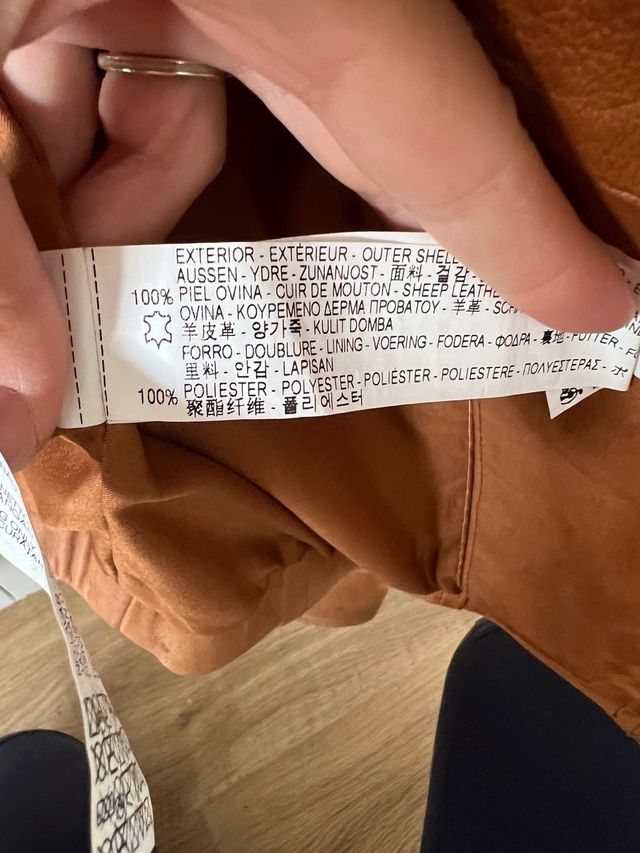 EXTERIOR - EXTÉRIEUR - OUTER
AUSSEN - YDRE - ZUNANJOST - 面料 - 겉감 -
100% PIEL OVINA - CUIR DE MOUTON - SHEEP
OVINA - ΚΟΥΡΕΜΕΝΟ ΔΕΡΜΑ ΠΡΟΒΑΤΟΥ - 羊革 -
羊皮革 - 양가죽 - KULIT DOMBA
FORRO - DOUBLURE - LINING - VOERING - FODERA - ΦΟΔΡΑ - 裏地 - FUTTER -
里料 - 안감 - LAPISAN
100% POLIESTER - POLYESTER - POLIÉSTER - POLIESTERE - ΠΟΛΥΕΣΤΕΡΑΣ -
聚酯纤维 - 폴리에스터